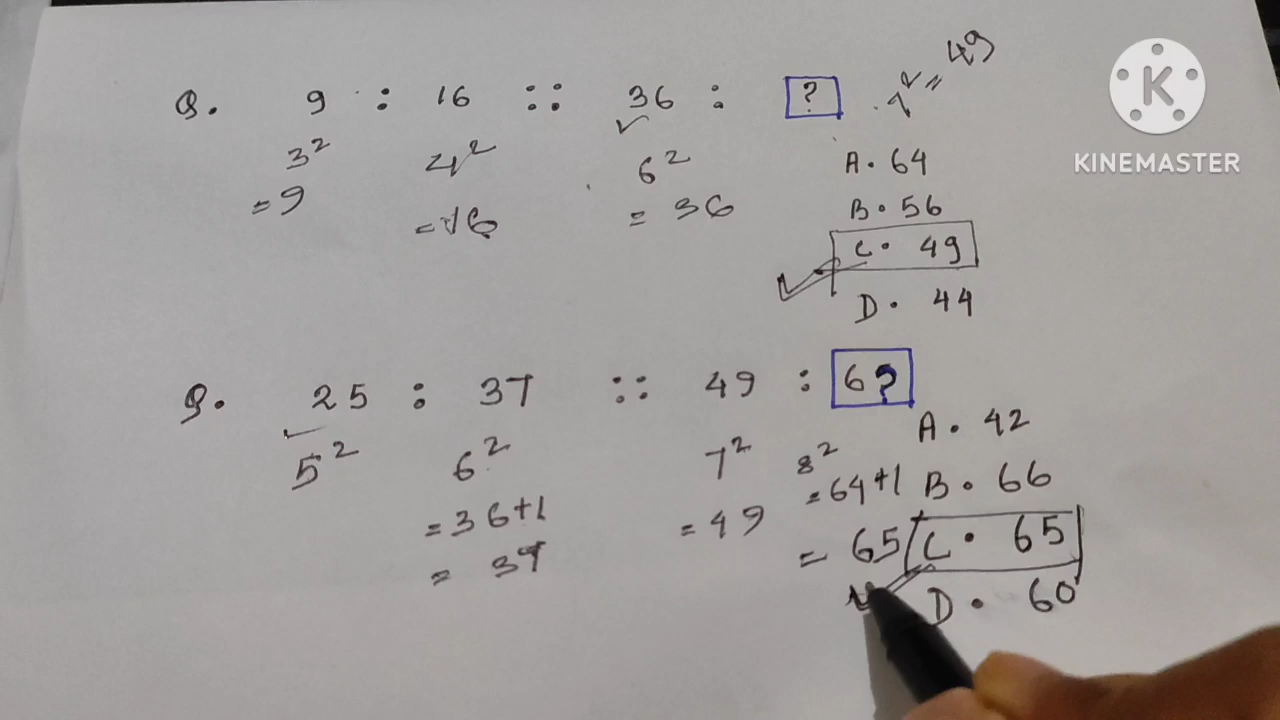 Q. 9 : 16 :: 36 : ? 7² = 49
3² 4² 6²
= 9 = 16 = 36
A. 64
B. 56
C. 49
D. 44
Q. 25 : 37 :: 49 : 6?
5² 6² 7² 8²
= 36+1 = 49 = 64+1
= 37 = 65
A. 42
B. 66
C. 65
D. 60
K
KINEMASTER